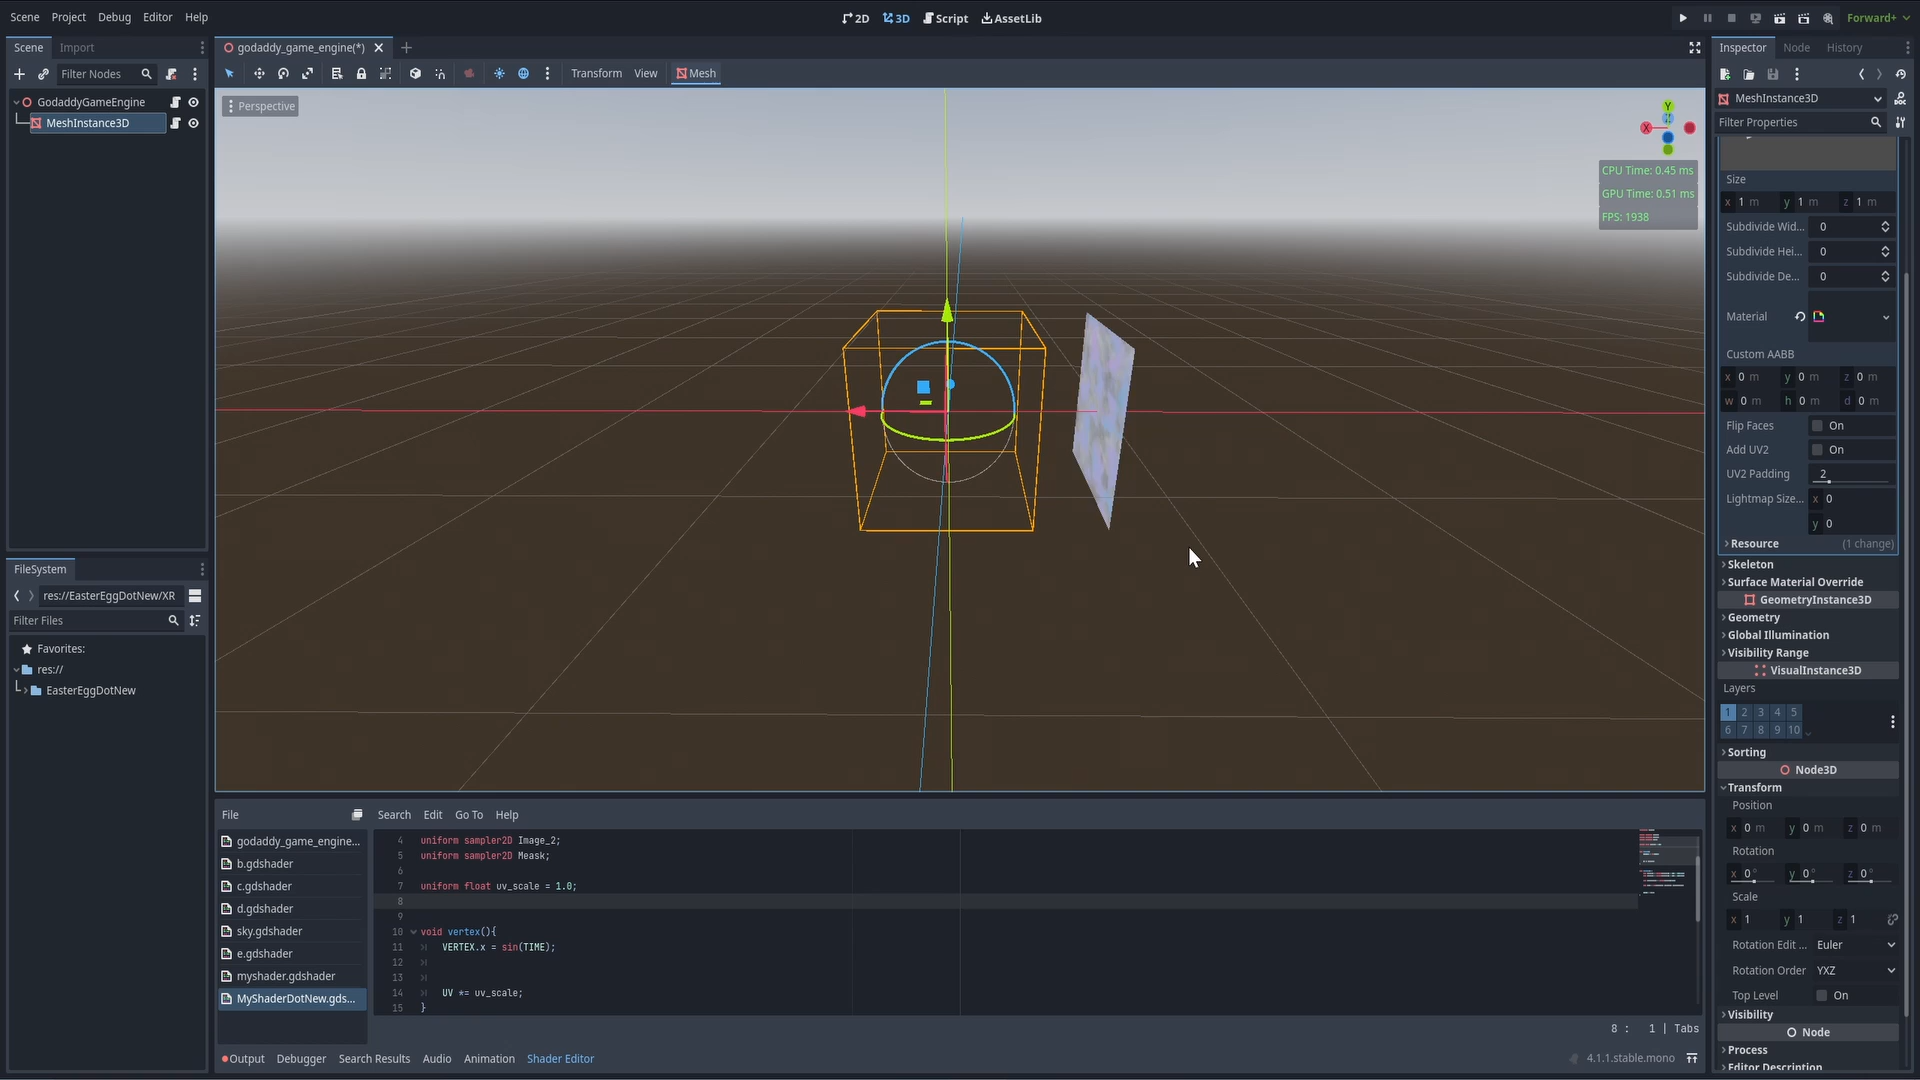 Scene Project Debug Editor Help
2D 3D Script AssetLib
Forward+
Scene Import
godaddy_game_engine(*)
Inspector Node History
Filter Nodes
Transform View Mesh
GodaddyGameEngine
MeshInstance3D
Perspective
Y
X
Z
CPU Time: 0.45 ms
GPU Time: 0.51 ms
FPS: 1938
MeshInstance3D
Filter Properties
Size
x 1 m y 1 m z 1 m
Subdivide Wid... 0
Subdivide Hei... 0
Subdivide De... 0
Material
Custom AABB
x 0 m y 0 m z 0 m
w 0 m h 0 m d 0 m
Flip Faces On
Add UV2 On
UV2 Padding 2
Lightmap Size... x 0
y 0
Resource (1 change)
Skeleton
Surface Material Override
GeometryInstance3D
Geometry
Global Illumination
Visibility Range
VisualInstance3D
Layers
1 2 3 4 5
6 7 8 9 10
Sorting
Node3D
Transform
Position
x 0 m y 0 m z 0 m
Rotation
x 0° y 0° z 0°
Scale
x 1 y 1 z 1
Rotation Edit ... Euler
Rotation Order YXZ
Top Level On
Visibility
Node
Process
Editor Description
FileSystem
res://EasterEggDotNew/XR
Filter Files
Favorites:
res://
EasterEggDotNew
File
godaddy_game_engine...
b.gdshader
c.gdshader
d.gdshader
sky.gdshader
e.gdshader
myshader.gdshader
MyShaderDotNew.gds...
Search Edit Go To Help
4 uniform sampler2D Image_2;
5 uniform sampler2D Meask;
6
7 uniform float uv_scale = 1.0;
8
9
10 void vertex(){
11 VERTEX.x = sin(TIME);
12
13
14 UV *= uv_scale;
15 }
8 : 1 | Tabs
Output Debugger Search Results Audio Animation Shader Editor
4.1.1.stable.mono